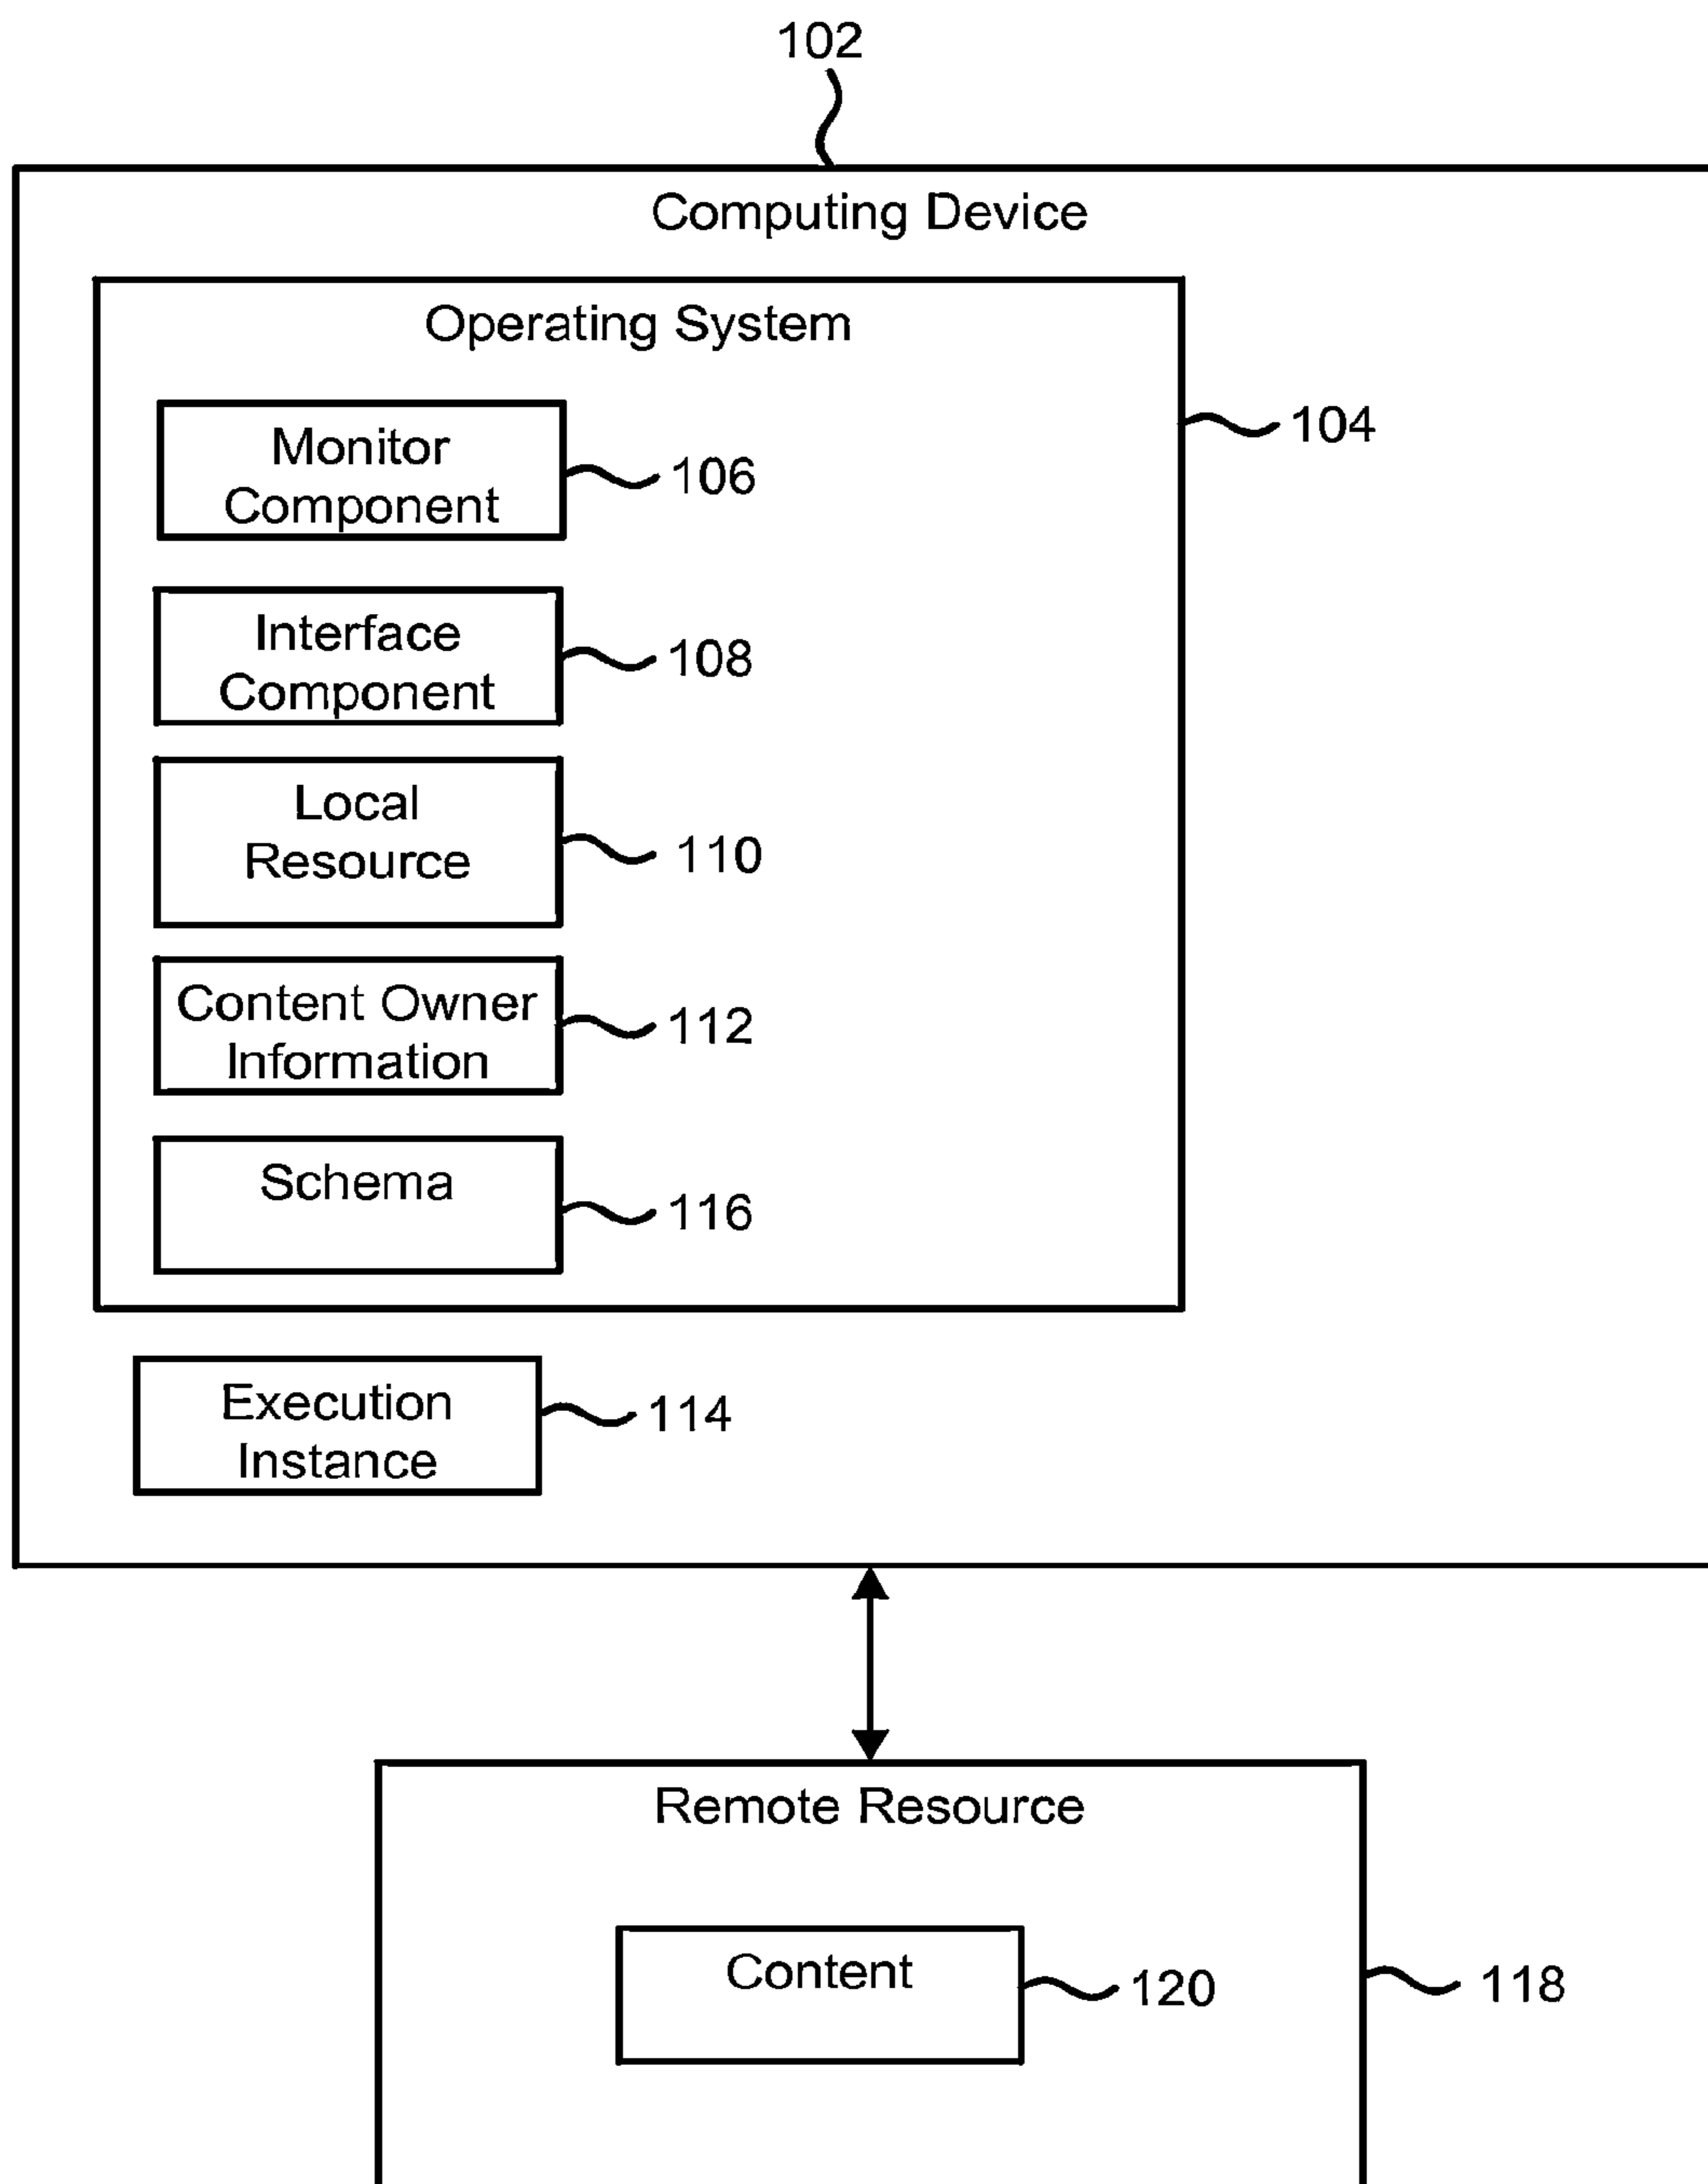 102
Computing Device
Operating System
104
Monitor
Component
106
Interface
Component
108
Local
Resource
110
Content Owner
Information
112
Schema
116
Execution
Instance
114
Remote Resource
Content
120
118